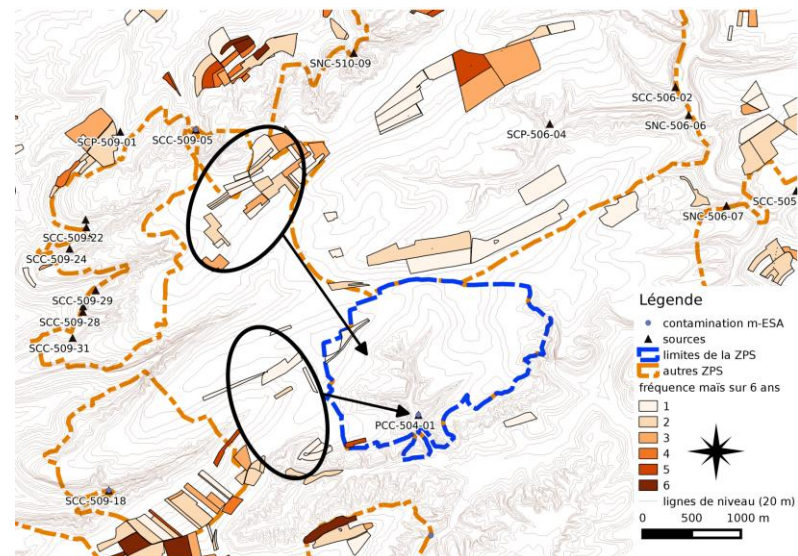 SNC-510-09
SCC-506-02
SCP-509-01
SCC-509-05
SCP-506-04
SNC-506-06
SCC-505
SNC-506-07
SCC-509-22
SCC-509-24
SCC-509-29
SCC-509-28
SCC-509-31
PCC-504-01
SCC-509-18
Légende
contamination m-ESA
sources
limites de la ZPS
autres ZPS
fréquence maïs sur 6 ans
1
2
3
4
5
6
lignes de niveau (20 m)
0 500 1000 m